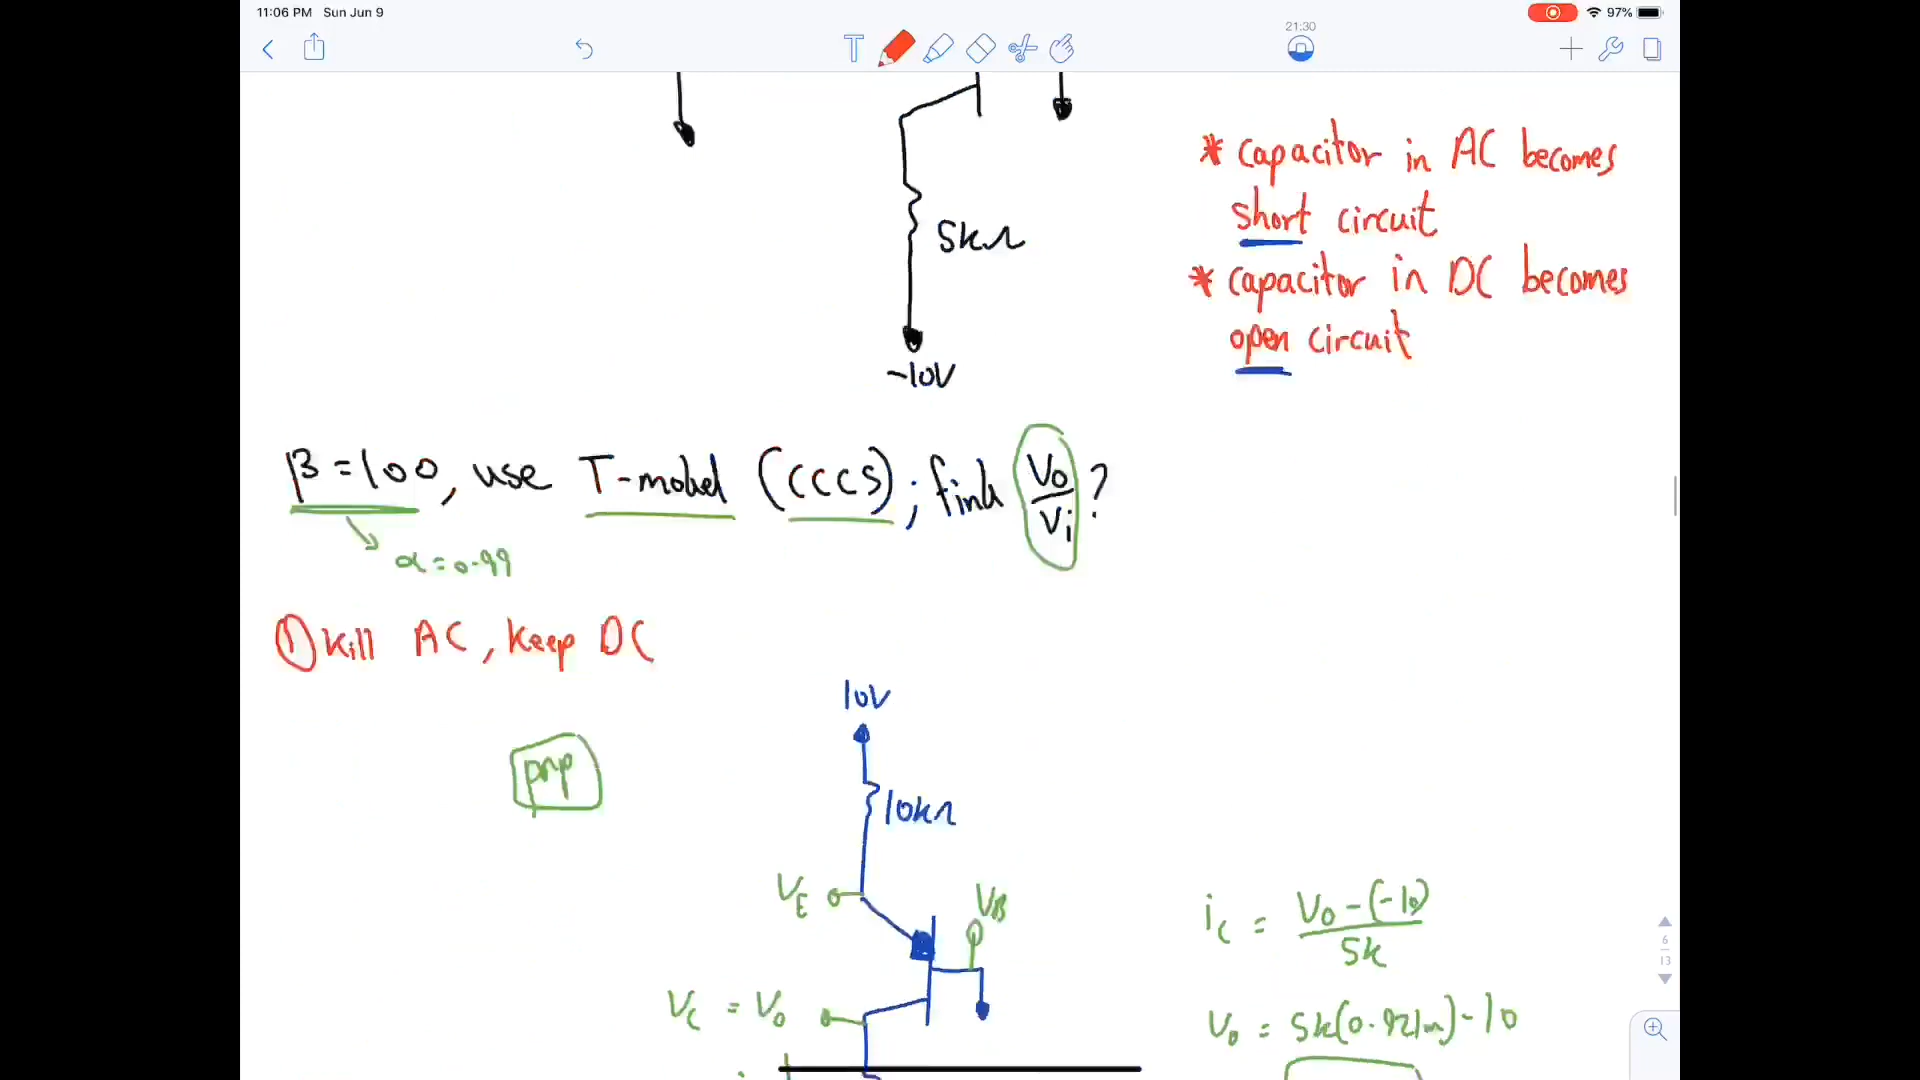 11:06 PM Sun Jun 9
97%
21:30
T
* capacitor in AC becomes
short circuit
* capacitor in DC becomes
open circuit
5kΩ
-10V
β=100, use T-model (CCCS); find Vo/Vi?
α=0.99
① kill AC, keep DC
10V
pnp
10kΩ
VE
VB
ic = Vo-(-10)/5k
Vc = Vo
Vo = 5k(0.921m)-10
6
13